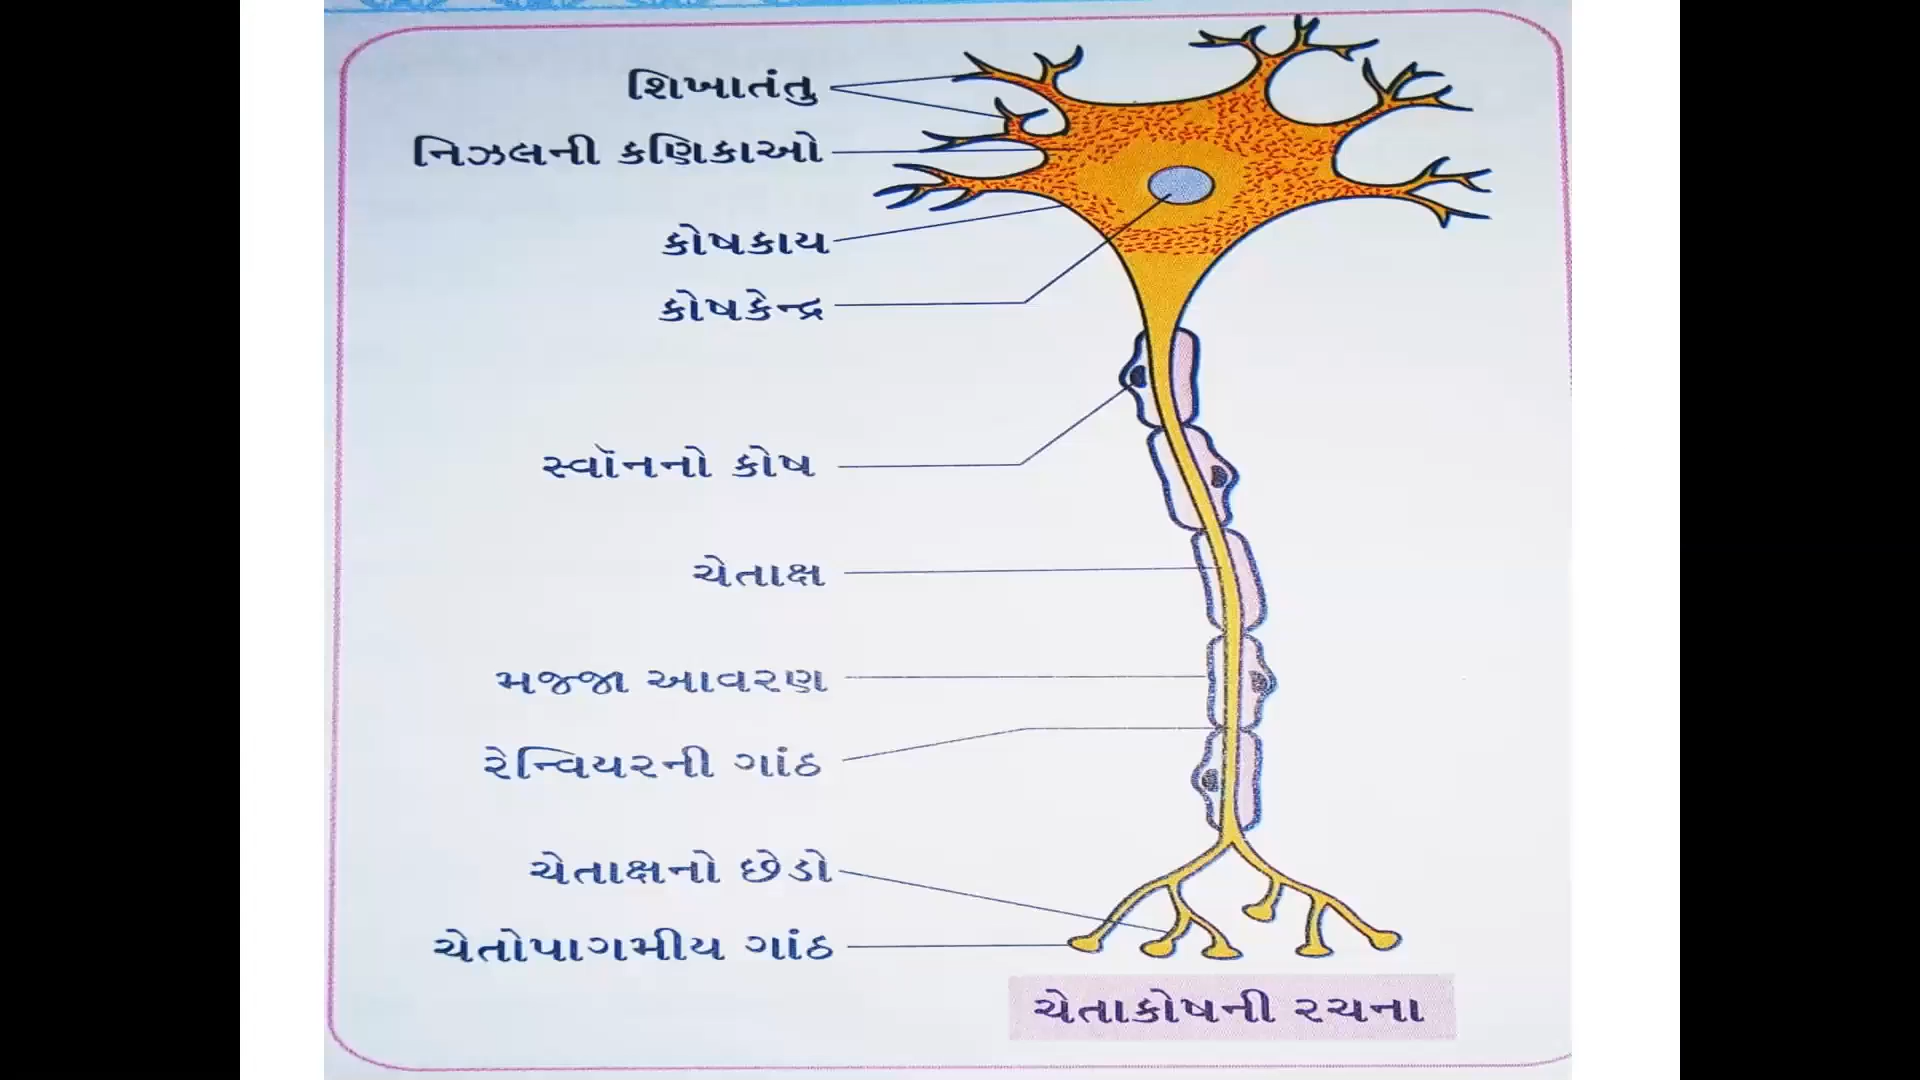 શિખાતંતુ
નિઝલની કણિકાઓ
કોષકાય
કોષકેન્દ્ર
સ્વૉનનો કોષ
ચેતાક્ષ
મજ્જા આવરણ
રેન્વિયરની ગાંઠ
ચેતાક્ષનો છેડો
ચેતોપાગમીય ગાંઠ
ચેતાકોષની રચના